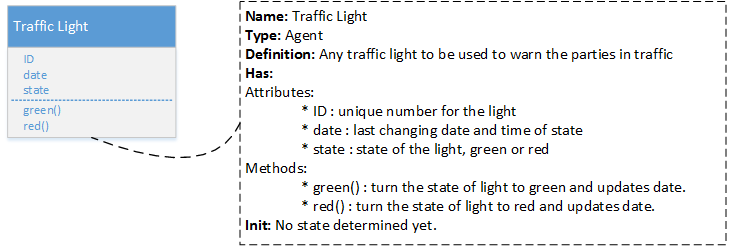 Traffic Light
ID
date
state
green()
red()
Name: Traffic Light
Type: Agent
Definition: Any traffic light to be used to warn the parties in traffic
Has:
Attributes:
* ID : unique number for the light
* date : last changing date and time of state
* state : state of the light, green or red
Methods:
* green() : turn the state of light to green and updates date.
* red() : turn the state of light to red and updates date.
Init: No state determined yet.